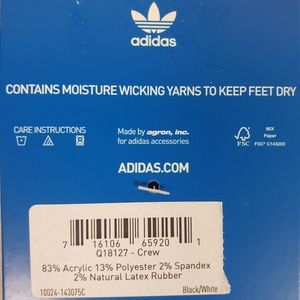 adidas
CONTAINS MOISTURE WICKING YARNS TO KEEP FEET DRY
CARE INSTRUCTIONS
Made by agron, inc.
for adidas accessories
FSC
MIX
Paper
FSC® C143203
ADIDAS.COM
7 16106 65920 1
Q18127 - Crew
83% Acrylic 13% Polyester 2% Spandex
2% Natural Latex Rubber
10024-143075C Black/White